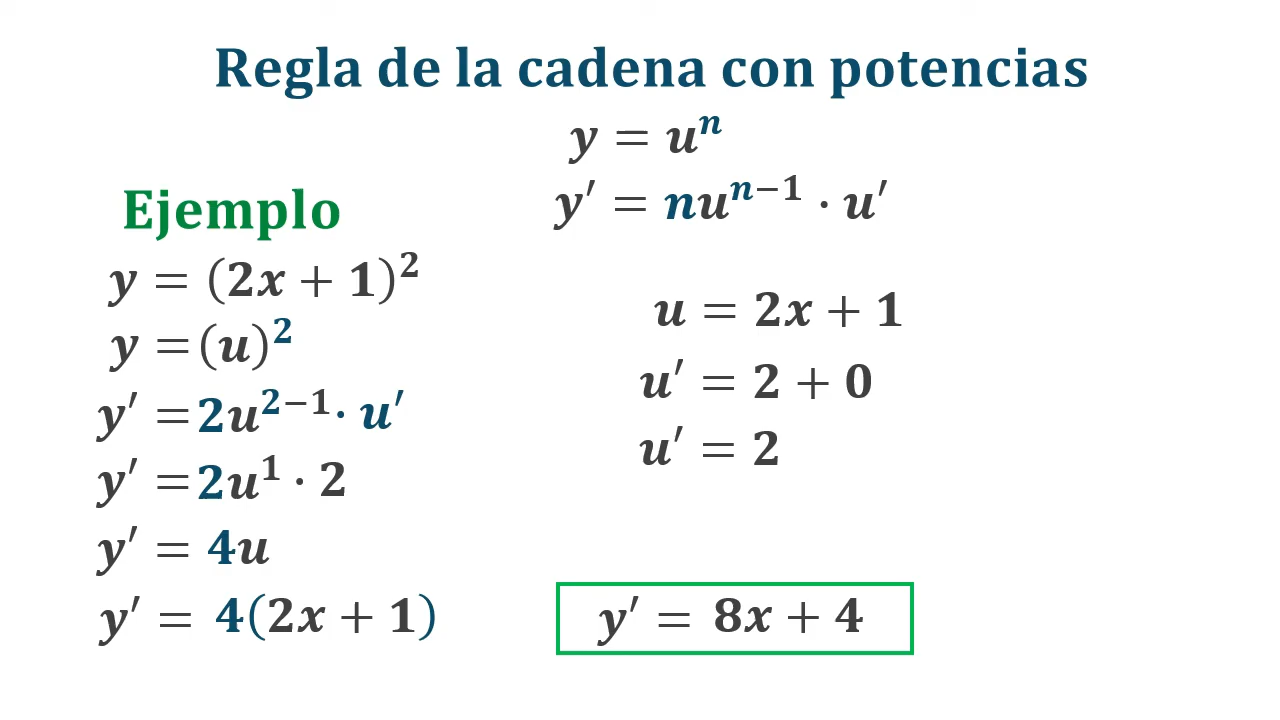 Regla de la cadena con potencias
y = uⁿ
y′ = nuⁿ⁻¹ · u′
Ejemplo
y = (2x + 1)²
y = (u)²
y′ = 2u²⁻¹ · u′
y′ = 2u¹ · 2
y′ = 4u
y′ = 4(2x + 1)
u = 2x + 1
u′ = 2 + 0
u′ = 2
y′ = 8x + 4